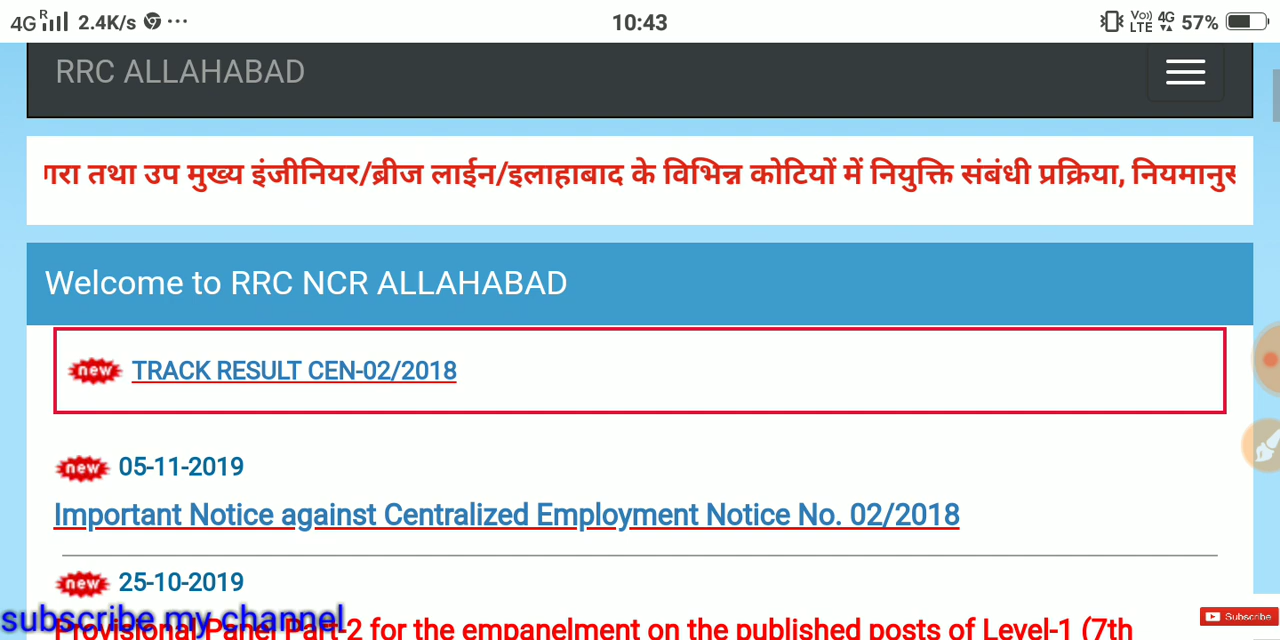 4G R 2.4K/s ... 10:43 Vo)) LTE 4G 57%
RRC ALLAHABAD
गरा तथा उप मुख्य इंजीनियर/ब्रीज लाईन/इलाहाबाद के विभिन्न कोटियों में नियुक्ति संबंधी प्रक्रिया,
Welcome to RRC NCR ALLAHABAD
new TRACK RESULT CEN-02/2018
new 05-11-2019
Important Notice against Centralized Employment Notice No. 02/2018
new 25-10-2019
subscribe my channel
Provisional Panel Part-2 for the empanelment on the published posts of Level-1 (7th
Subscribe